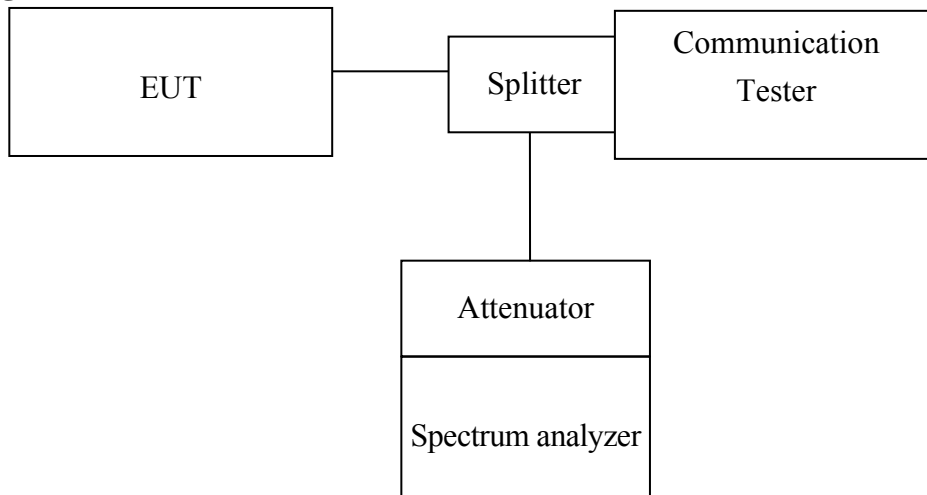 EUT
Splitter
Communication
Tester
Attenuator
Spectrum analyzer